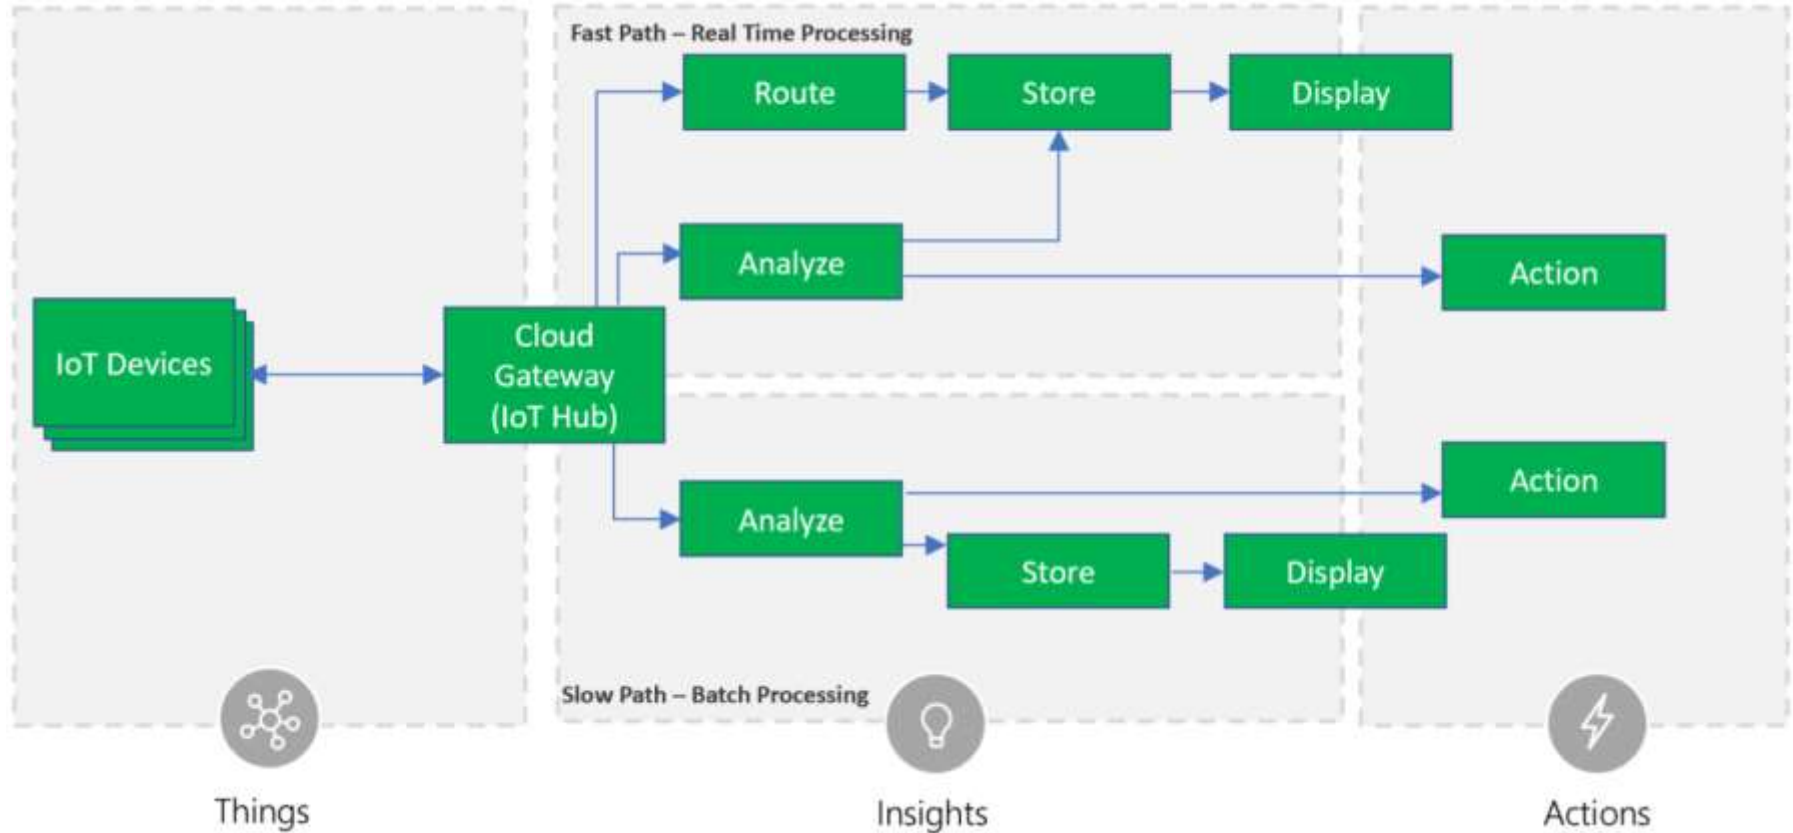 Fast Path – Real Time Processing
Route
Store
Display
Analyze
Action
IoT Devices
Cloud
Gateway
(IoT Hub)
Action
Analyze
Store
Display
Slow Path – Batch Processing
Things
Insights
Actions